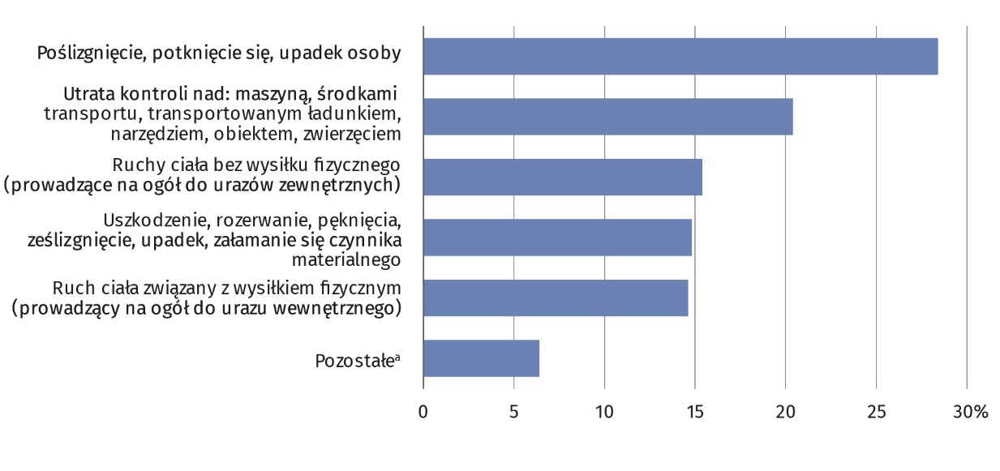 Poślizgnięcie, potknięcie się, upadek osoby
Utrata kontroli nad: maszyną, środkami
transportu, transportowanym ładunkiem,
narzędziem, obiektem, zwierzęciem
Ruchy ciała bez wysiłku fizycznego
(prowadzące na ogół do urazów zewnętrznych)
Uszkodzenie, rozerwanie, pęknięcia,
ześlizgnięcie, upadek, załamanie się czynnika
materialnego
Ruch ciała związany z wysiłkiem fizycznym
(prowadzący na ogół do urazu wewnętrznego)
Pozostałeᵃ
0 5 10 15 20 25 30%